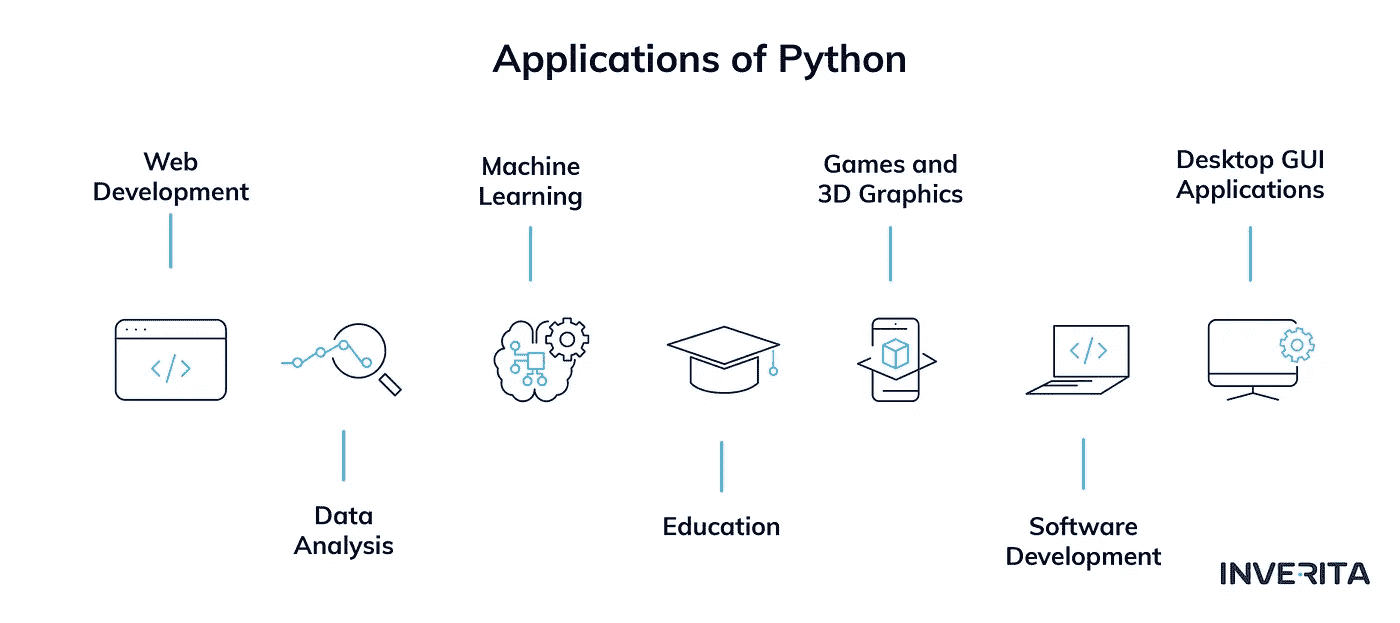 Applications of Python
Web
Development
Machine
Learning
Games and
3D Graphics
Desktop GUI
Applications
</>
</>
Data
Analysis
Education
Software
Development
INVERITA